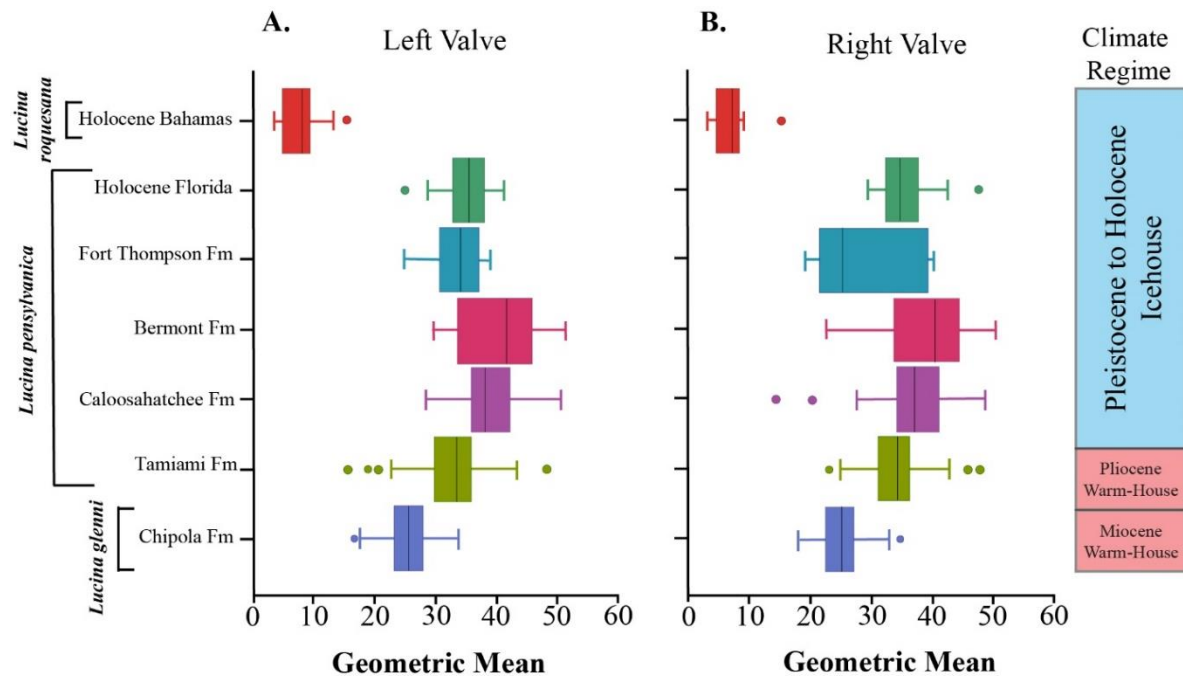 A.
Left Valve
B.
Right Valve
Climate
Regime
Lucina
roquesana
Holocene Bahamas
Lucina pensylvanica
Holocene Florida
Fort Thompson Fm
Bermont Fm
Caloosahatchee Fm
Tamiami Fm
Lucina glenni
Chipola Fm
Pleistocene to Holocene
Icehouse
Pliocene
Warm-House
Miocene
Warm-House
0 10 20 30 40 50 60
Geometric Mean
0 10 20 30 40 50 60
Geometric Mean